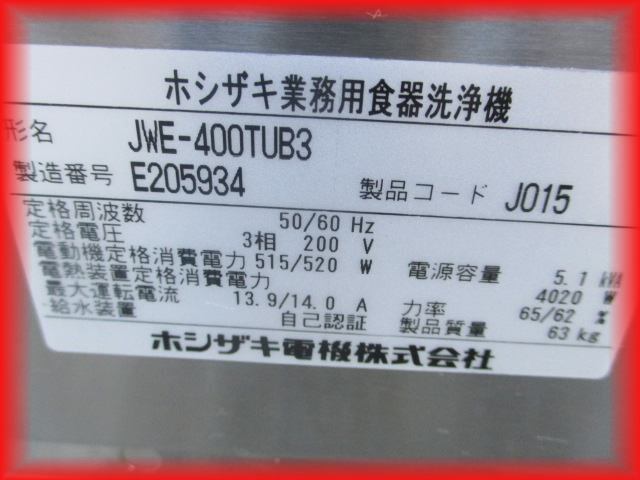 ホシザキ業務用食器洗浄機
形名 JWE-400TUB3
製造番号 E205934 製品コード J015
定格周波数 50/60 Hz
定格電圧 3相 200 V
電動機定格消費電力 515/520 W 電源容量 5.1 kVA
電熱装置定格消費電力 4020 W
最大運転電流 13.9/14.0 A 力率 65/62 %
給水装置 自己認証 製品質量 63 kg
ホシザキ電機株式会社